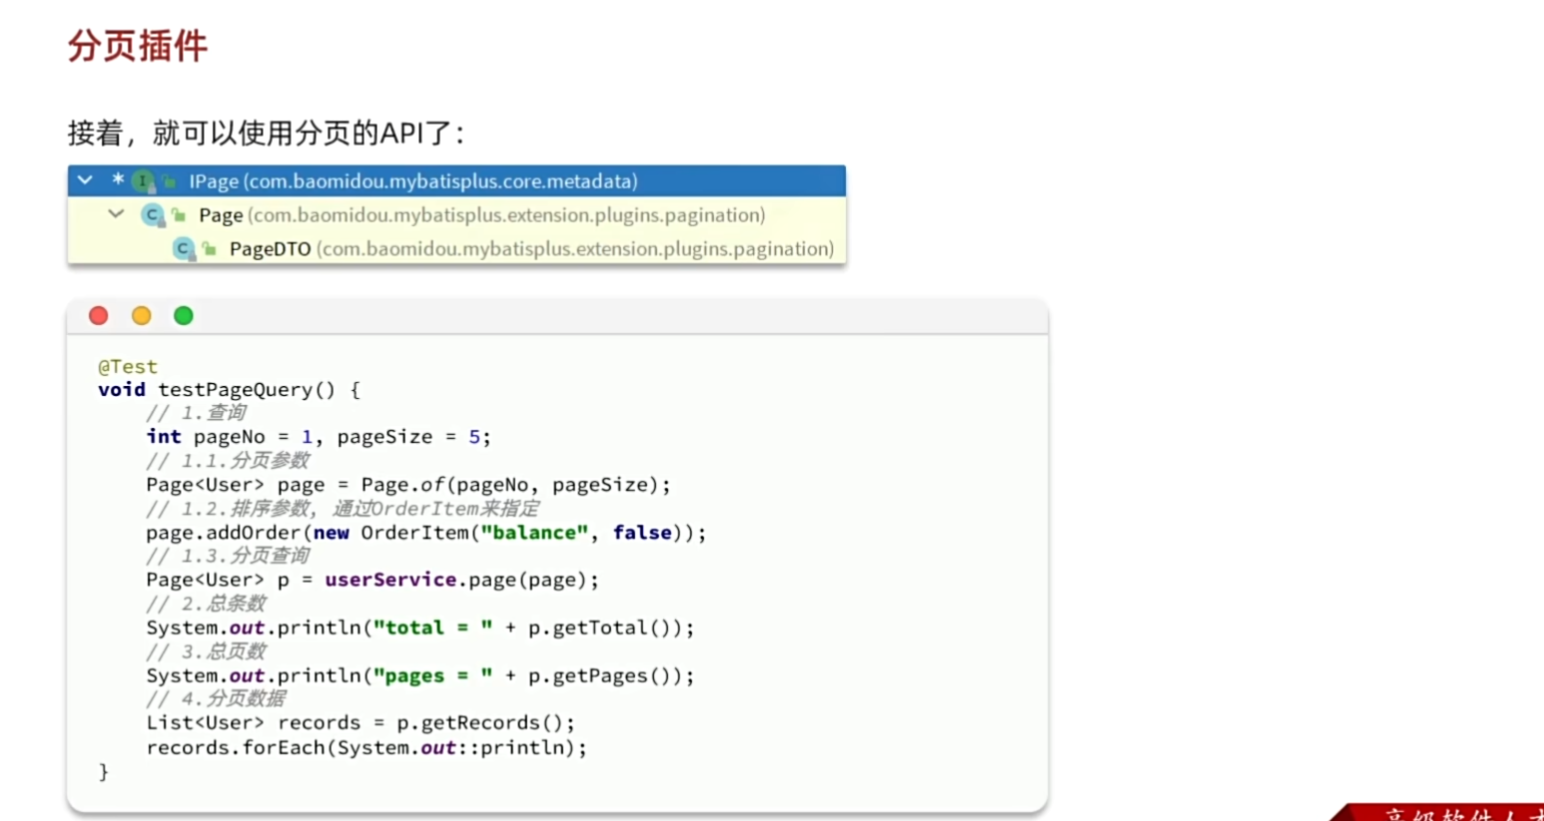 分页插件
接着，就可以使用分页的API了：
* I IPage (com.baomidou.mybatisplus.core.metadata)
C Page (com.baomidou.mybatisplus.extension.plugins.pagination)
C PageDTO (com.baomidou.mybatisplus.extension.plugins.pagination)
@Test
void testPageQuery() {
// 1.查询
int pageNo = 1, pageSize = 5;
// 1.1.分页参数
Page<User> page = Page.of(pageNo, pageSize);
// 1.2.排序参数, 通过OrderItem来指定
page.addOrder(new OrderItem("balance", false));
// 1.3.分页查询
Page<User> p = userService.page(page);
// 2.总条数
System.out.println("total = " + p.getTotal());
// 3.总页数
System.out.println("pages = " + p.getPages());
// 4.分页数据
List<User> records = p.getRecords();
records.forEach(System.out::println);
}